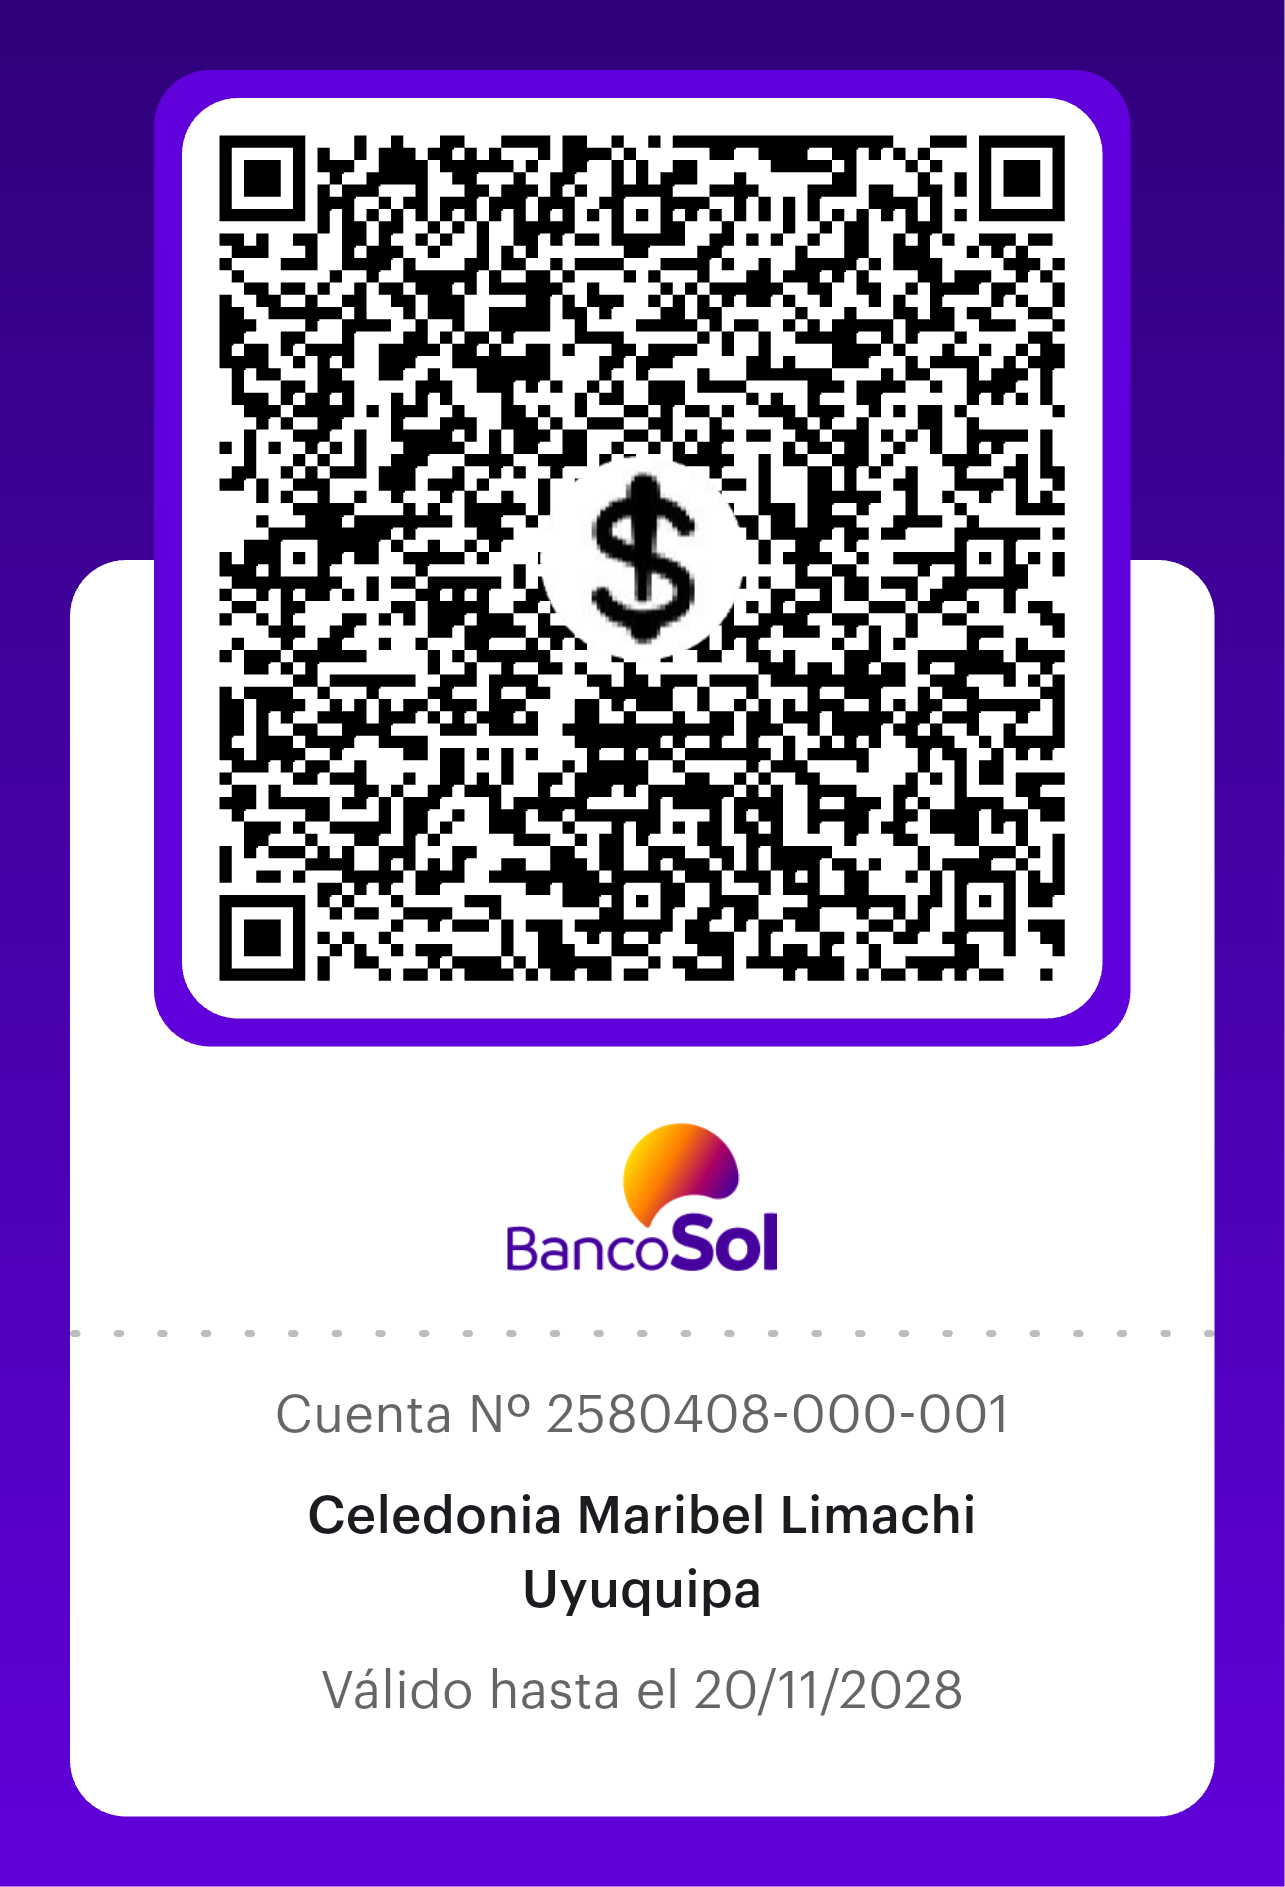 $
BancoSol
Cuenta Nº 2580408-000-001
Celedonia Maribel Limachi
Uyuquipa
Válido hasta el 20/11/2028